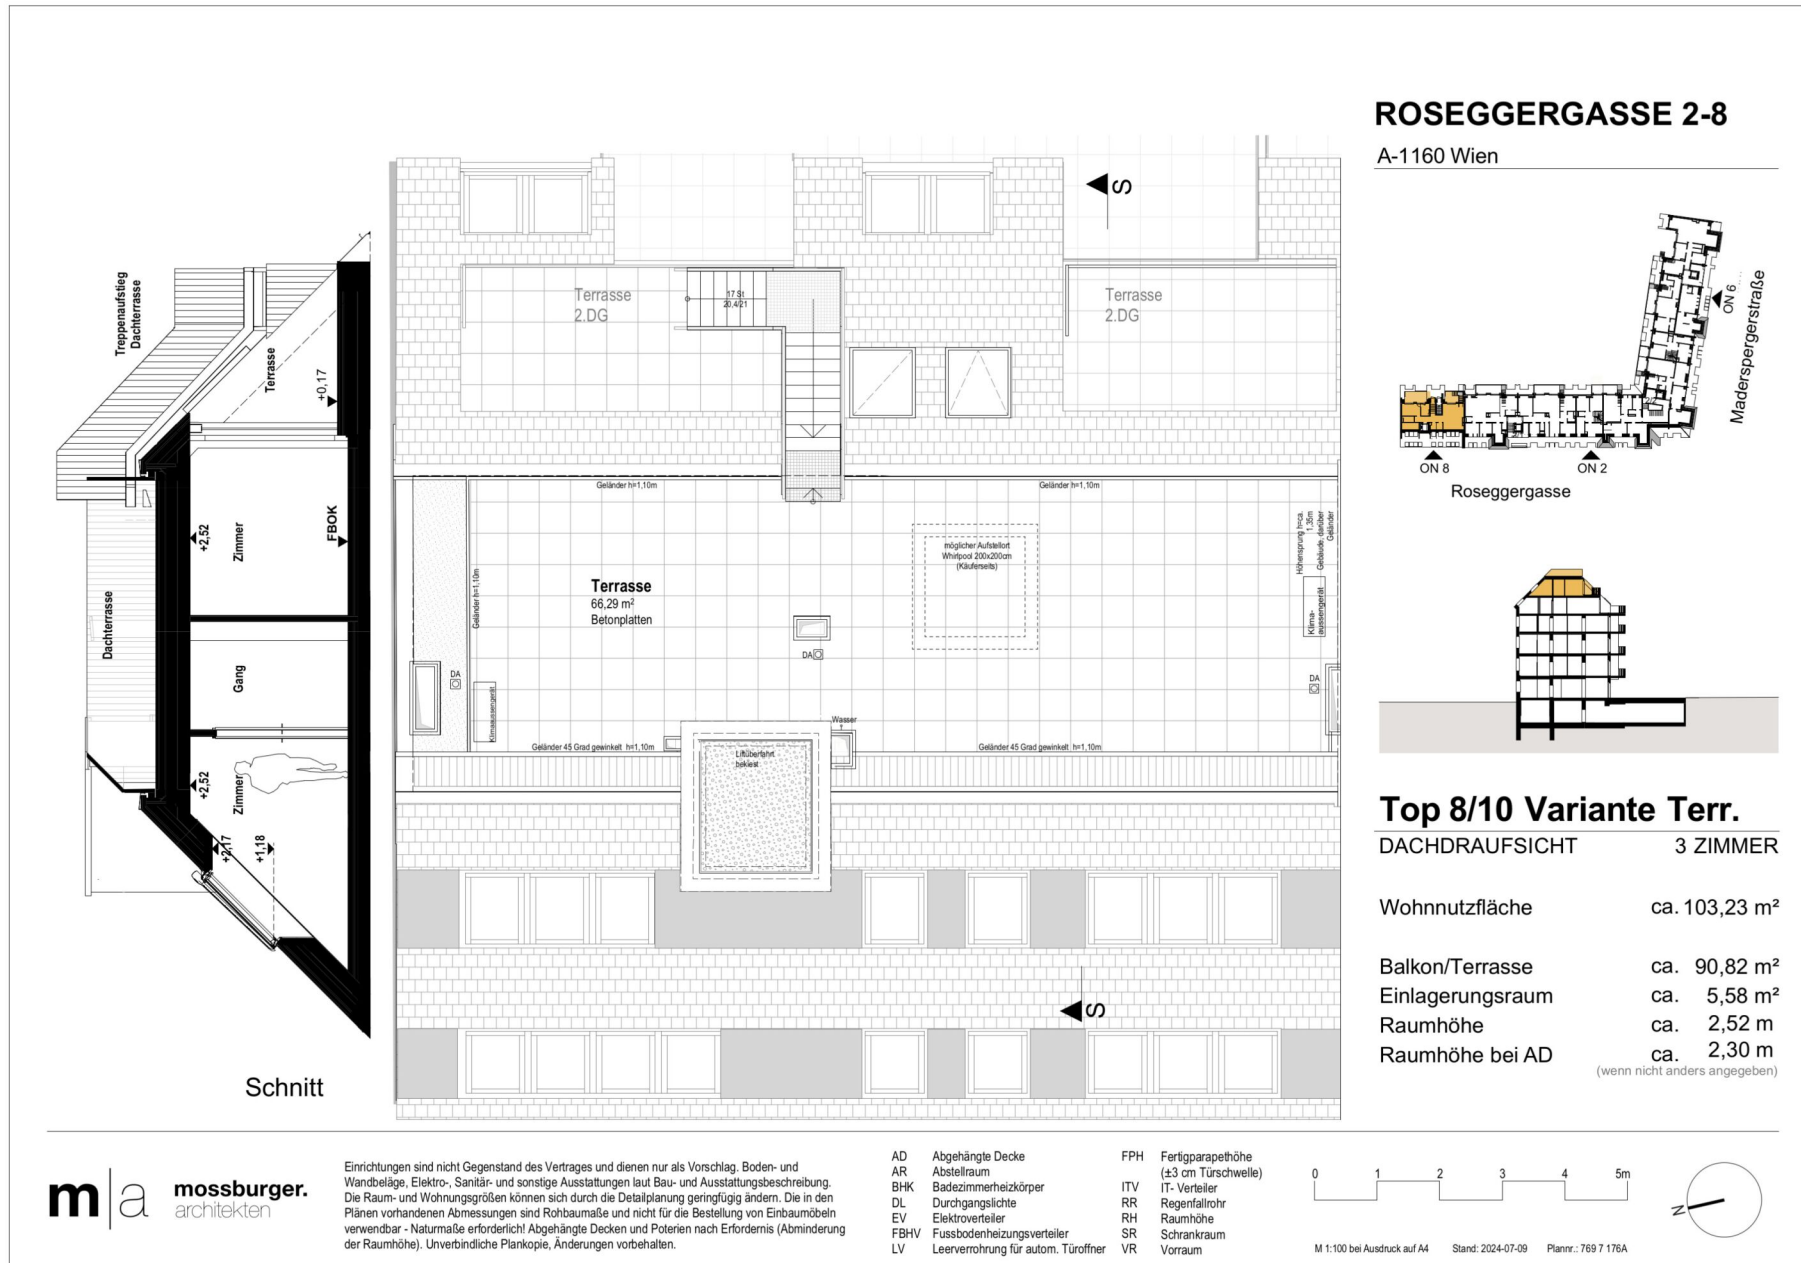 ROSEGGERGASSE 2-8
A-1160 Wien
ON 6
Maderspergerstraße
ON 8
ON 2
Roseggergasse
Top 8/10 Variante Terr.
DACHDRAUFSICHT 3 ZIMMER
Wohnnutzfläche ca. 103,23 m²
Balkon/Terrasse ca. 90,82 m²
Einlagerungsraum ca. 5,58 m²
Raumhöhe ca. 2,52 m
Raumhöhe bei AD ca. 2,30 m
(wenn nicht anders angegeben)
Treppenaufstieg
Dachterrasse
Terrasse
+0,17
+2,52
Zimmer
FBOK
Dachterrasse
Gang
+2,52
Zimmer
+2,17
+1,18
Schnitt
S
Terrasse
2.DG
17 St
20,4/21
Terrasse
2.DG
Geländer h=1,10m
Geländer h=1,10m
Geländer h=1,10m
möglicher Aufstellort
Whirlpool 200x200cm
(Käuferseits)
Höhensprung h=ca.
1,35m
Gebäude, darüber
Geländer
Terrasse
66,29 m²
Betonplatten
Klima-
aussengerät
DA
DA
DA
Klimaaussengerät
Wasser
Geländer 45 Grad gewinkelt h=1,10m
Liftüberfahrt
bekiest
Geländer 45 Grad gewinkelt h=1,10m
S
m|a
mossburger.
architekten
Einrichtungen sind nicht Gegenstand des Vertrages und dienen nur als Vorschlag. Boden- und
Wandbeläge, Elektro-, Sanitär- und sonstige Ausstattungen laut Bau- und Ausstattungsbeschreibung.
Die Raum- und Wohnungsgrößen können sich durch die Detailplanung geringfügig ändern. Die in den
Plänen vorhandenen Abmessungen sind Rohbaumaße und nicht für die Bestellung von Einbaumöbeln
verwendbar - Naturmaße erforderlich! Abgehängte Decken und Poterien nach Erfordernis (Abminderung
der Raumhöhe). Unverbindliche Plankopie, Änderungen vorbehalten.
AD Abgehängte Decke
AR Abstellraum
BHK Badezimmerheizkörper
DL Durchgangslichte
EV Elektroverteiler
FBHV Fussbodenheizungsverteiler
LV Leerverrohrung für autom. Türöffner
FPH Fertigparapethöhe
(±3 cm Türschwelle)
ITV IT- Verteiler
RR Regenfallrohr
RH Raumhöhe
SR Schrankraum
VR Vorraum
0 1 2 3 4 5m
M 1:100 bei Ausdruck auf A4 Stand: 2024-07-09 Plannr.: 769 7 176A
N